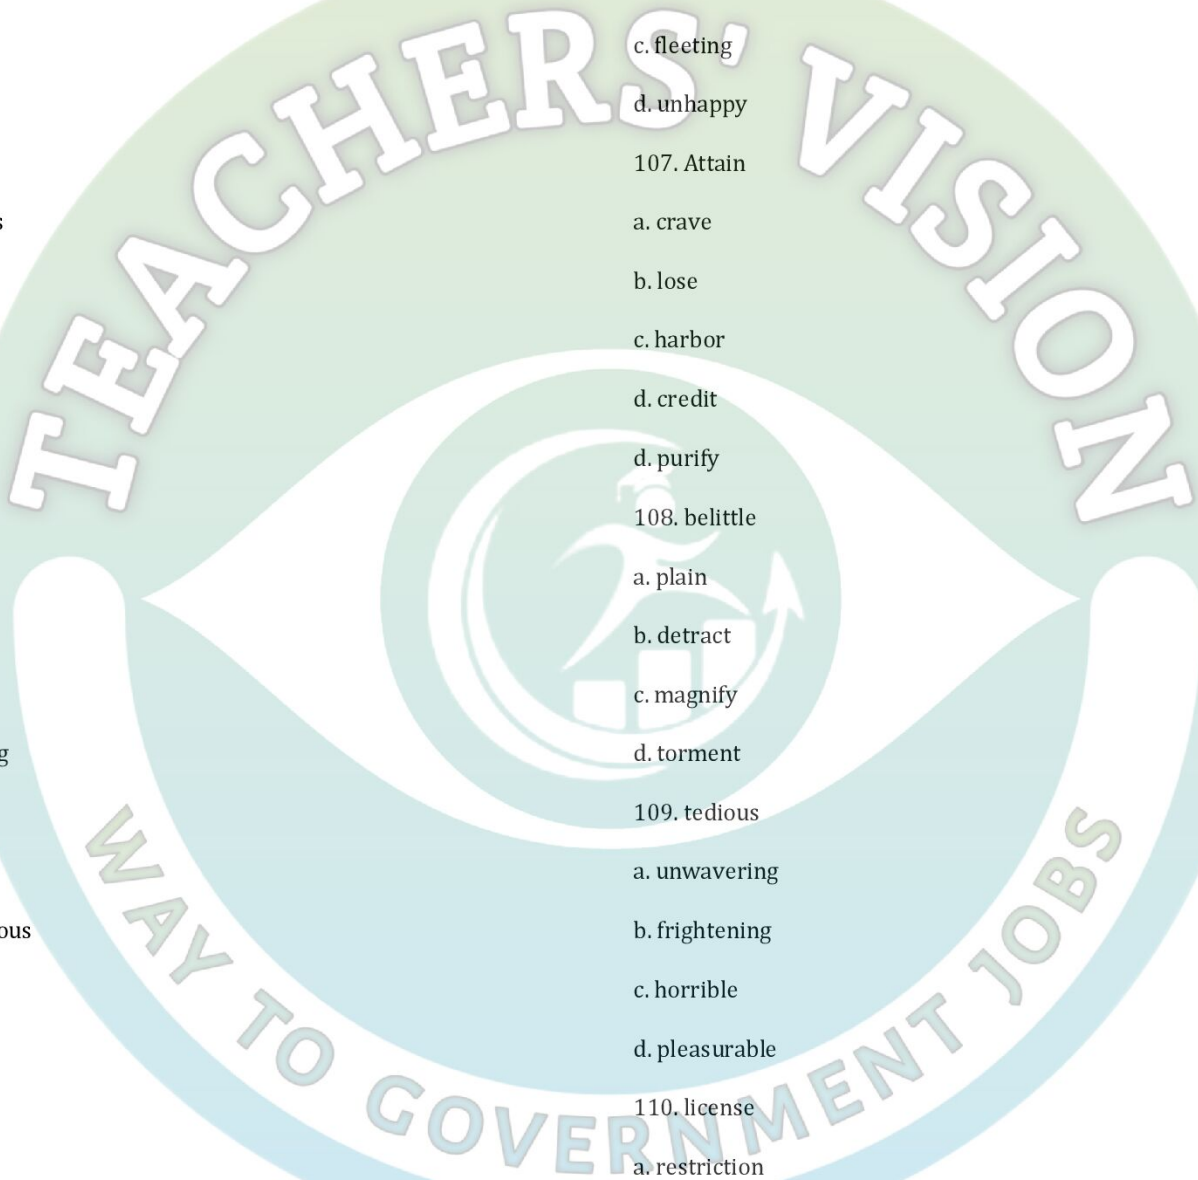 TEACHERS' VISION
c. fleeting
d. unhappy
107. Attain
a. crave
b. lose
c. harbor
d. credit
d. purify
108. belittle
a. plain
b. detract
c. magnify
d. torment
109. tedious
a. unwavering
b. frightening
c. horrible
d. pleasurable
110. license
a. restriction
WAY TO GOVERNMENT JOBS